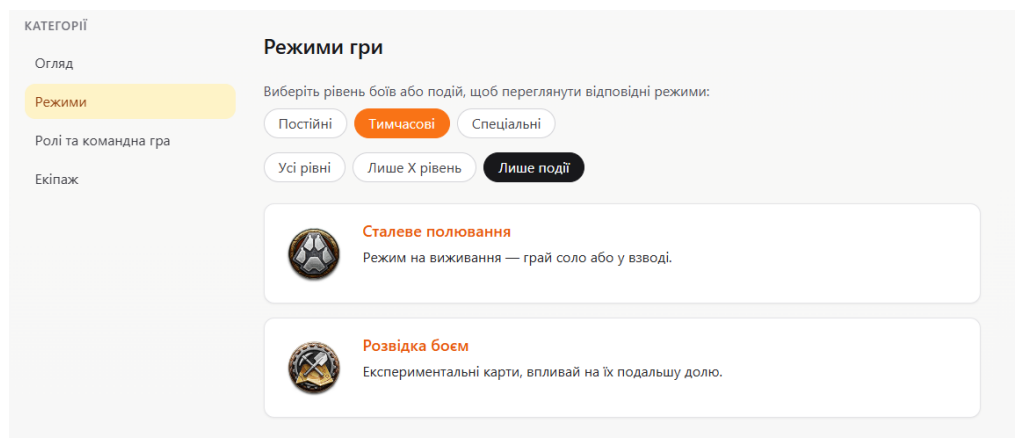 КАТЕГОРІЇ
Огляд
Режими
Ролі та командна гра
Екіпаж
Режими гри
Виберіть рівень боїв або подій, щоб переглянути відповідні режими:
Постійні Тимчасові Спеціальні
Усі рівні Лише X рівень Лише події
Сталеве полювання
Режим на виживання — грай соло або у взводі.
Розвідка боєм
Експериментальні карти, впливай на їх подальшу долю.